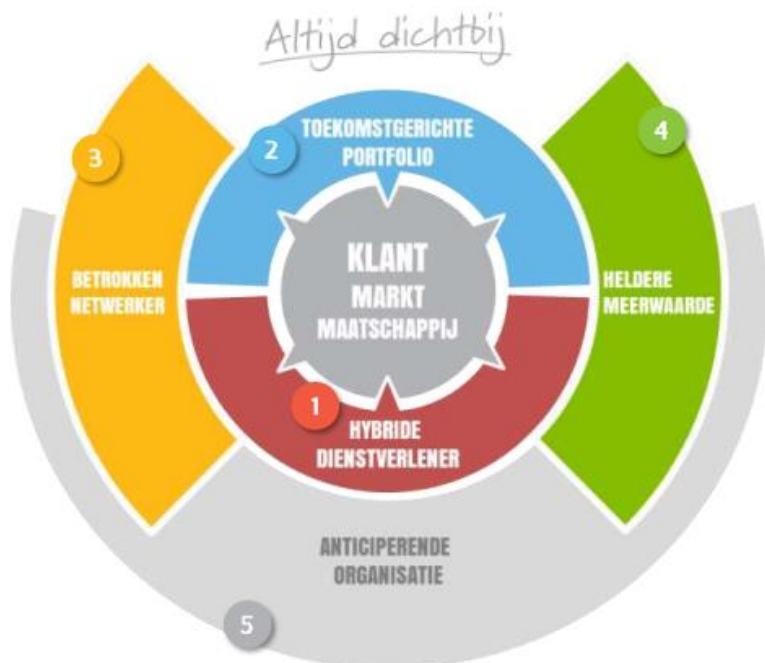 Altijd dichtbij
3
2
TOEKOMSTGERICHTE
PORTFOLIO
4
KLANT
MARKT
MAATSCHAPPIJ
BETROKKEN
NETWERKER
HELDERE
MEERWAARDE
1
HYBRIDE
DIENSTVERLENER
ANTICIPERENDE
ORGANISATIE
5